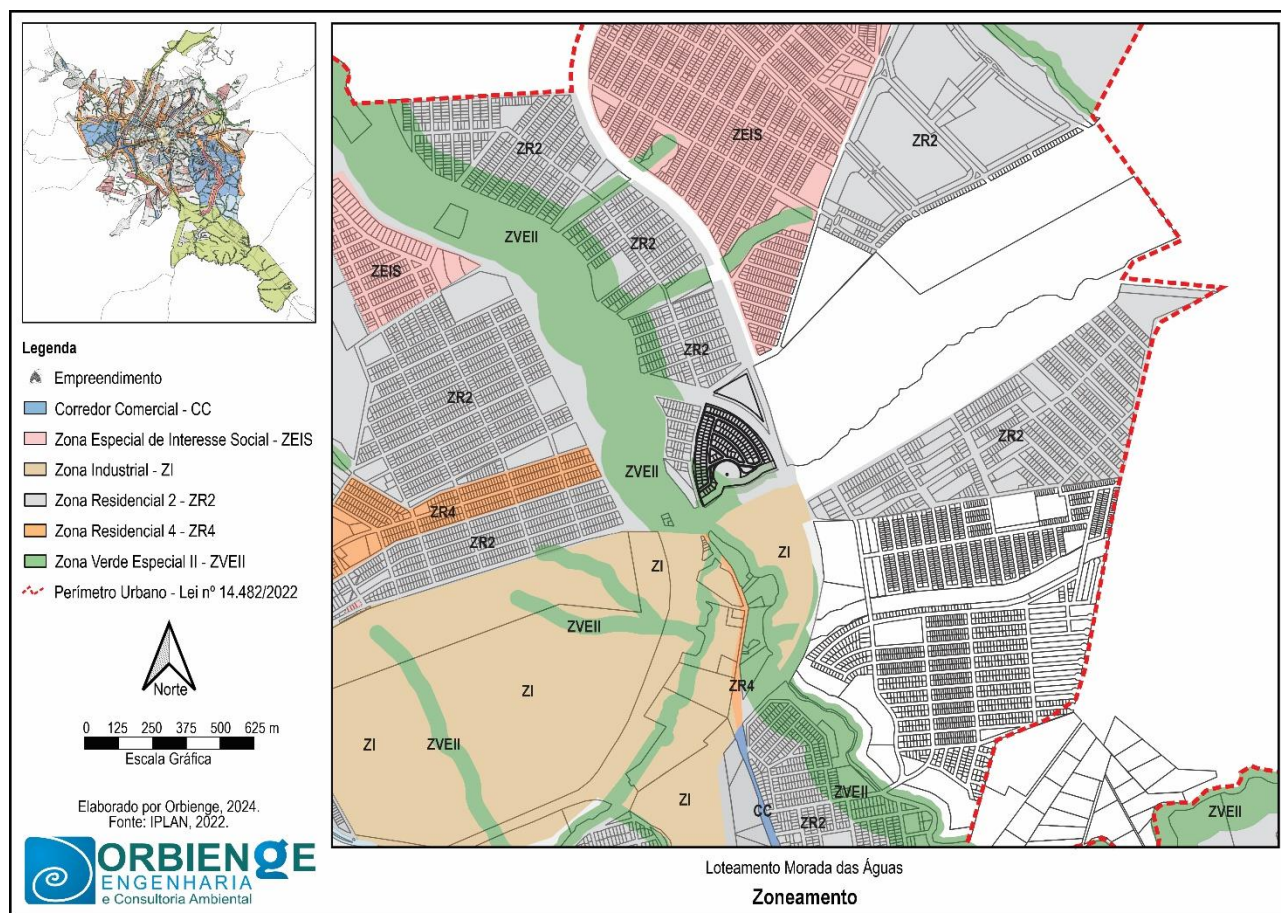 Legenda
Empreendimento
Corredor Comercial - CC
Zona Especial de Interesse Social - ZEIS
Zona Industrial - ZI
Zona Residencial 2 - ZR2
Zona Residencial 4 - ZR4
Zona Verde Especial II - ZVEII
Perímetro Urbano - Lei nº 14.482/2022
Norte
0 125 250 375 500 625 m
Escala Gráfica
Elaborado por Orbienge, 2024.
Fonte: IPLAN, 2022.
ORBIENGE
ENGENHARIA
e Consultoria Ambiental
ZEIS
ZR2
ZR2
ZVEII
ZR2
ZEIS
ZR2
ZR2
ZR2
ZVEII
ZR4
ZR2
ZI
ZI
ZVEII
ZI
ZR4
ZVEII
ZI
ZI
ZVEII
CC
ZR2
ZVEII
Loteamento Morada das Águas
Zoneamento